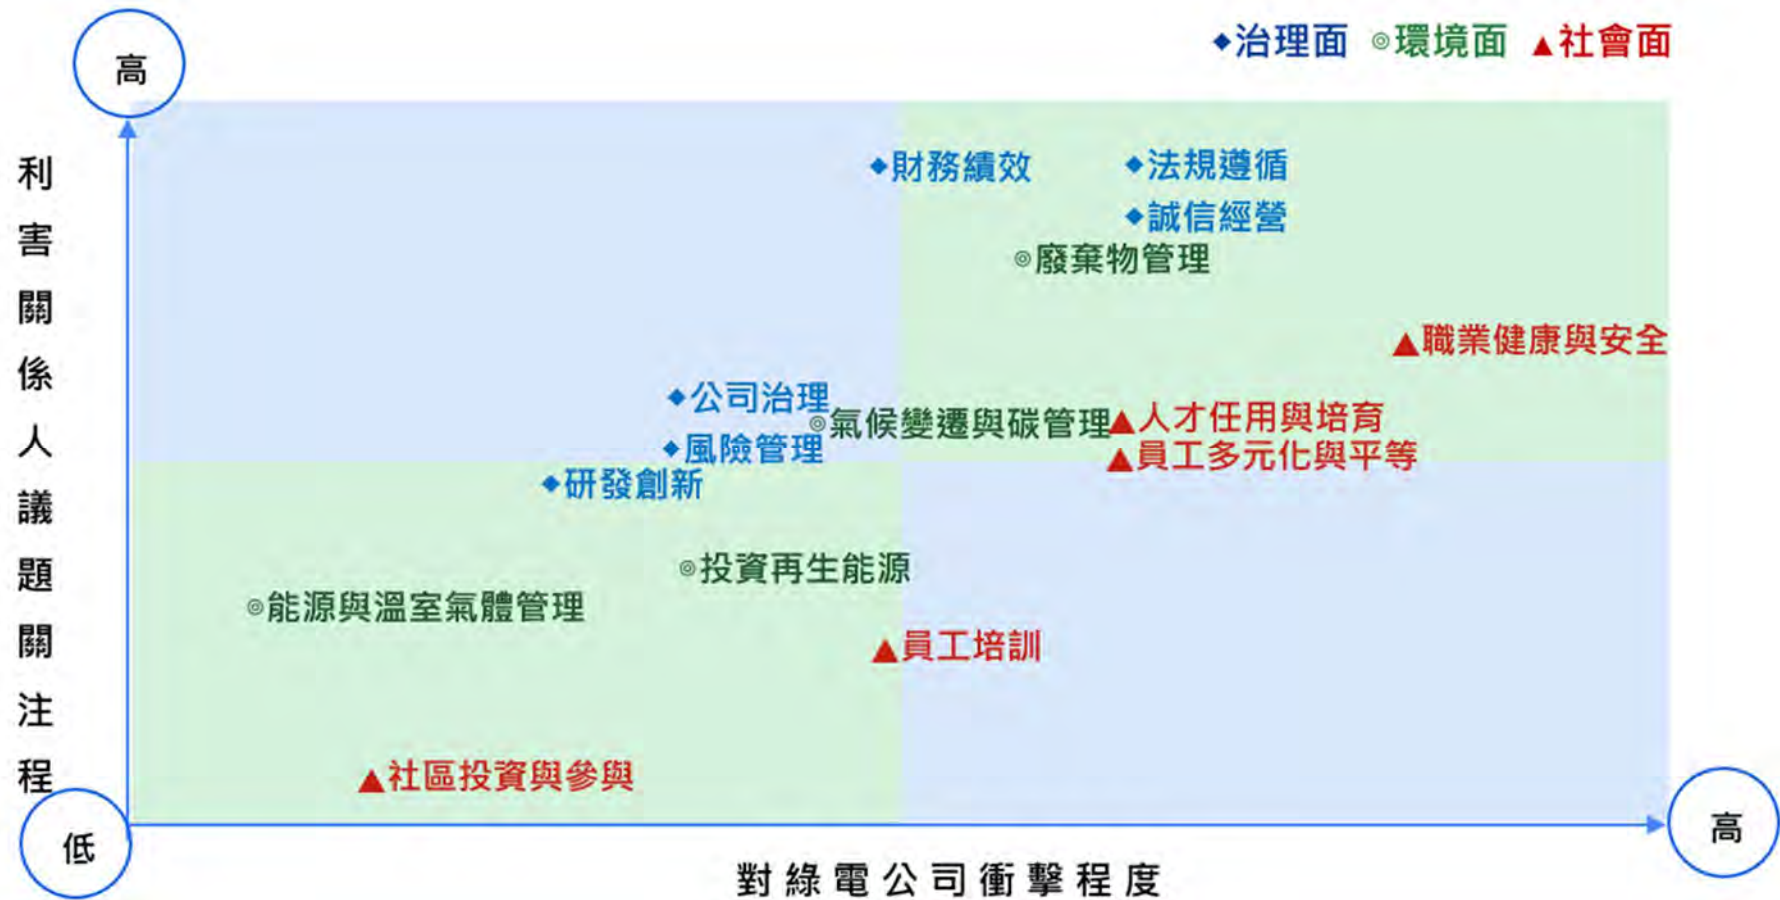 高
◆治理面 ◎環境面 ▲社會面
利害關係人議題關注程
◆財務績效
◆法規遵循
◆誠信經營
◎廢棄物管理
▲職業健康與安全
◆公司治理
◎氣候變遷與碳管理
▲人才任用與培育
◆風險管理
▲員工多元化與平等
◆研發創新
◎投資再生能源
◎能源與溫室氣體管理
▲員工培訓
▲社區投資與參與
低
高
對綠電公司衝擊程度